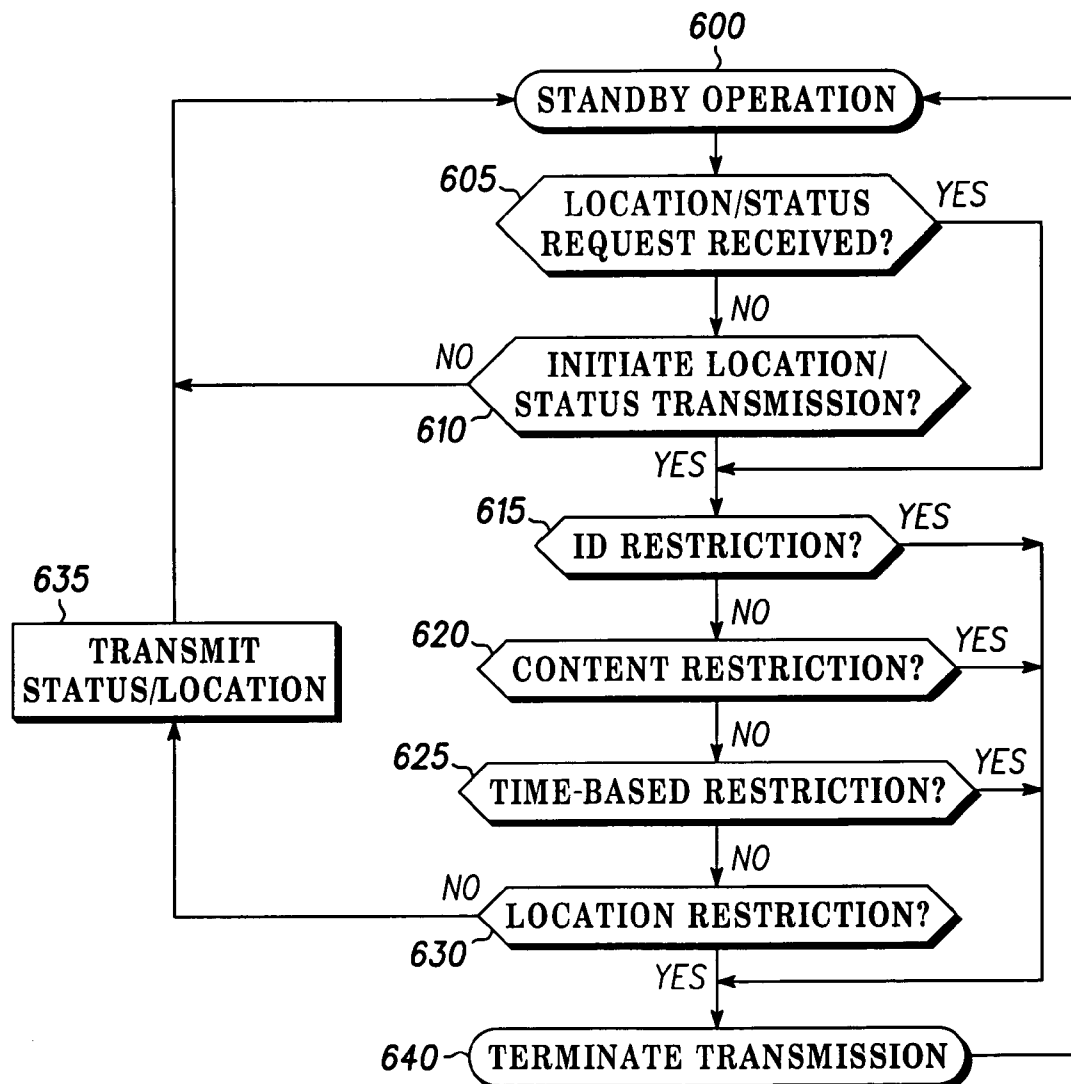 600
STANDBY OPERATION
605
LOCATION/STATUS
REQUEST RECEIVED?
YES
NO
NO
INITIATE LOCATION/
STATUS TRANSMISSION?
610
YES
615
ID RESTRICTION?
YES
NO
635
TRANSMIT
STATUS/LOCATION
620
CONTENT RESTRICTION?
YES
NO
625
TIME-BASED RESTRICTION?
YES
NO
NO
LOCATION RESTRICTION?
630
YES
640
TERMINATE TRANSMISSION